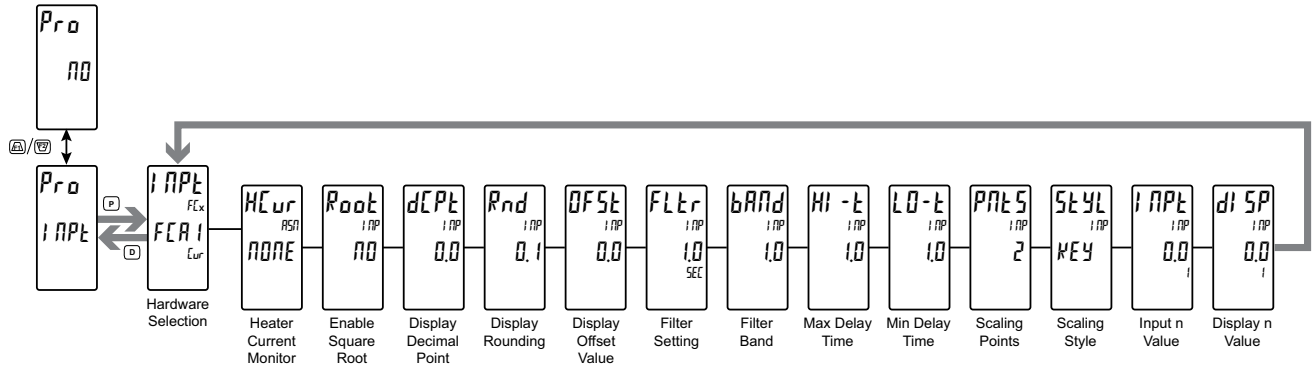 Pro
NO
/
Pro
INPt
P
D
INPt
FCx
FCA1
Cur
Hardware
Selection
HCur
ASN
NONE
Heater
Current
Monitor
Root
INP
NO
Enable
Square
Root
dCPt
INP
0.0
Display
Decimal
Point
Rnd
INP
0.1
Display
Rounding
OFSt
INP
0.0
Display
Offset
Value
FLtr
INP
1.0
SEC
Filter
Setting
bANd
INP
1.0
Filter
Band
HI-t
INP
1.0
Max Delay
Time
LO-t
INP
1.0
Min Delay
Time
PNtS
INP
2
Scaling
Points
StYL
INP
KEY
Scaling
Style
INPt
INP
0.0
1
Input n
Value
dISP
INP
0.0
1
Display n
Value